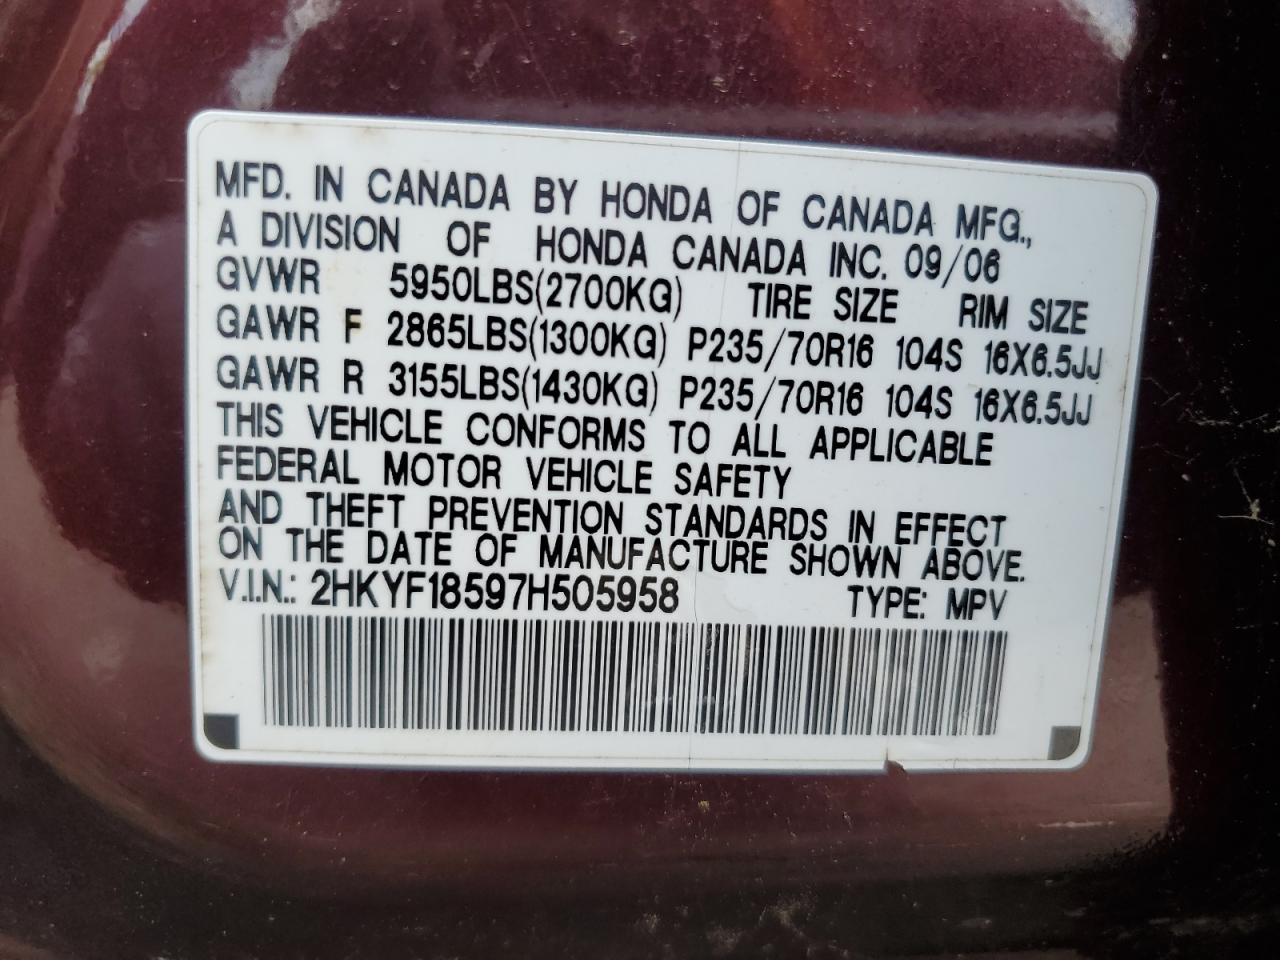 MFD. IN CANADA BY HONDA OF CANADA MFG.,
A DIVISION OF HONDA CANADA INC. 09/06
GVWR 5950LBS(2700KG) TIRE SIZE RIM SIZE
GAWR F 2865LBS(1300KG) P235/70R16 104S 16X6.5JJ
GAWR R 3155LBS(1430KG) P235/70R16 104S 16X6.5JJ
THIS VEHICLE CONFORMS TO ALL APPLICABLE
FEDERAL MOTOR VEHICLE SAFETY
AND THEFT PREVENTION STANDARDS IN EFFECT
ON THE DATE OF MANUFACTURE SHOWN ABOVE.
V.I.N.: 2HKYF18597H505958 TYPE: MPV